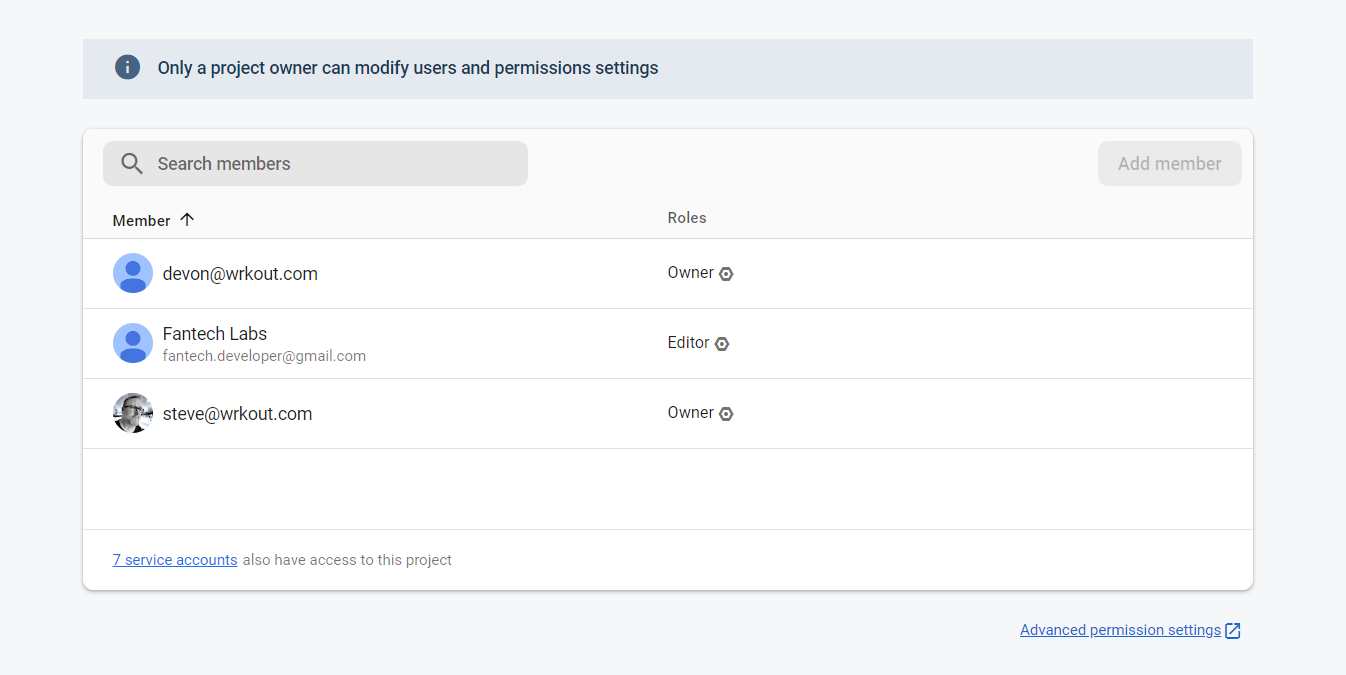 Only a project owner can modify users and permissions settings
Search members
Add member
Member
Roles
devon@wrkout.com
Owner
Fantech Labs
fantech.developer@gmail.com
Editor
steve@wrkout.com
Owner
7 service accounts also have access to this project
Advanced permission settings